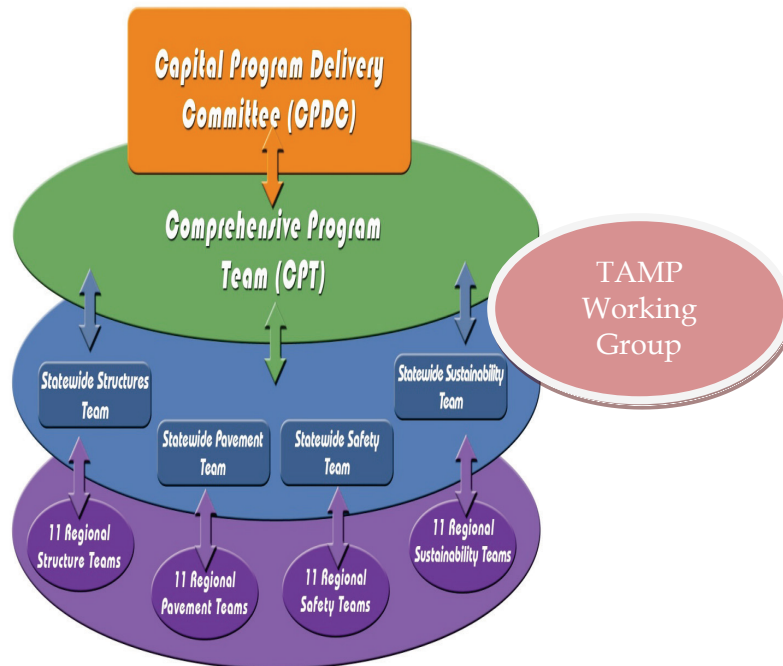 Capital Program Delivery
Committee (CPDC)
Comprehensive Program
Team (CPT)
TAMP
Working
Group
Statewide Structures
Team
Statewide Pavement
Team
Statewide Safety
Team
Statewide Sustainability
Team
11 Regional
Structure Teams
11 Regional
Pavement Teams
11 Regional
Safety Teams
11 Regional
Sustainability Teams